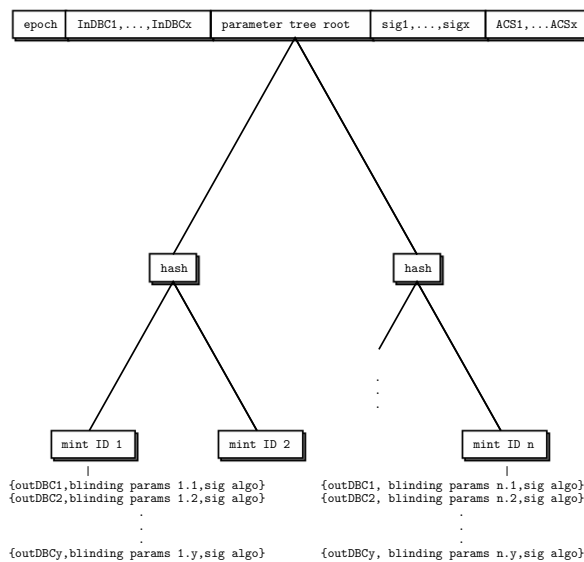 epoch InDBC1,...,InDBCx parameter tree root sig1,...,sigx ACS1,...ACSx
hash hash
.
.
.
mint ID 1 mint ID 2 mint ID n
{outDBC1,blinding params 1.1,sig algo} {outDBC1, blinding params n.1,sig algo}
{outDBC2,blinding params 1.2,sig algo} {outDBC2, blinding params n.2,sig algo}
. .
. .
. .
{outDBCy,blinding params 1.y,sig algo} {outDBCy, blinding params n.y,sig algo}